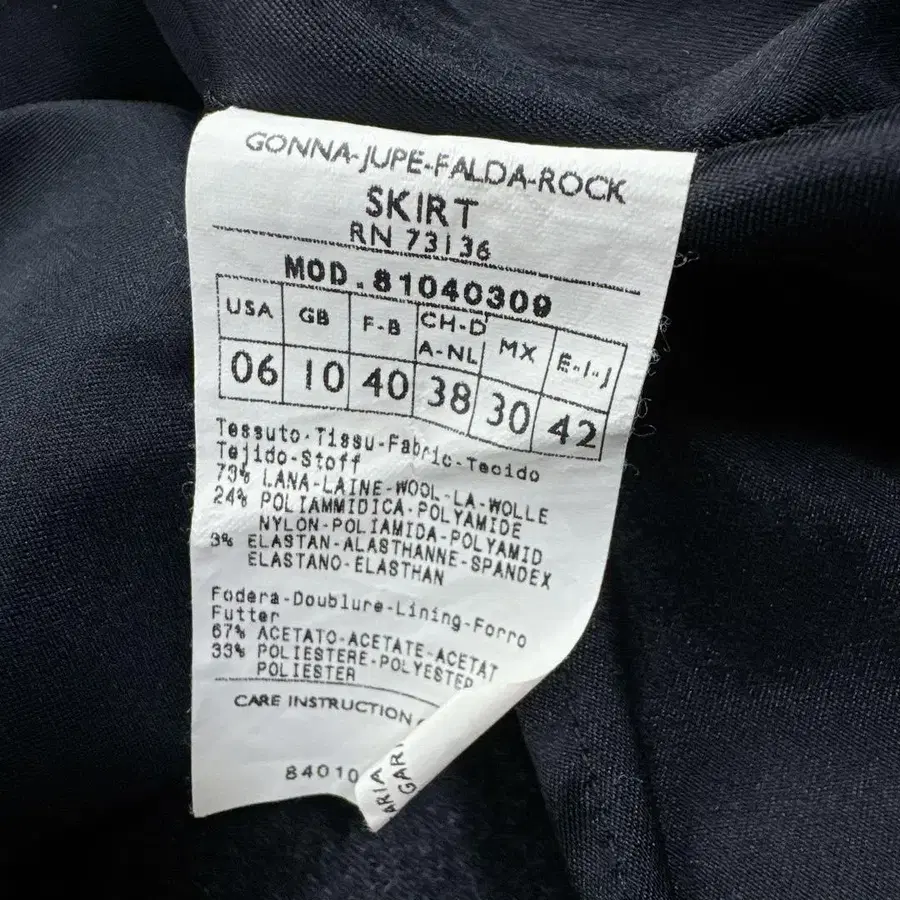 GONNA-JUPE-FALDA-ROCK
SKIRT
RN 73136
MOD.81040309
USA GB F-B CH-D A-NL MX E-I-J
06 10 40 38 30 42
Tessuto-Tissu-Fabric-Tecido
Tejido-Stoff
73% LANA-LAINE-WOOL-LA-WOLLE
24% POLIAMMIDICA-POLYAMIDE
NYLON-POLIAMIDA-POLYAMID
3% ELASTAN-ALASTHANNE-SPANDEX
ELASTANO-ELASTHAN
Fodera-Doublure-Lining-Forro
Futter
67% ACETATO-ACETATE-ACETAT
33% POLIESTERE-POLYESTER
POLIESTER
CARE INSTRUCTION
84010
ARIA
GAR